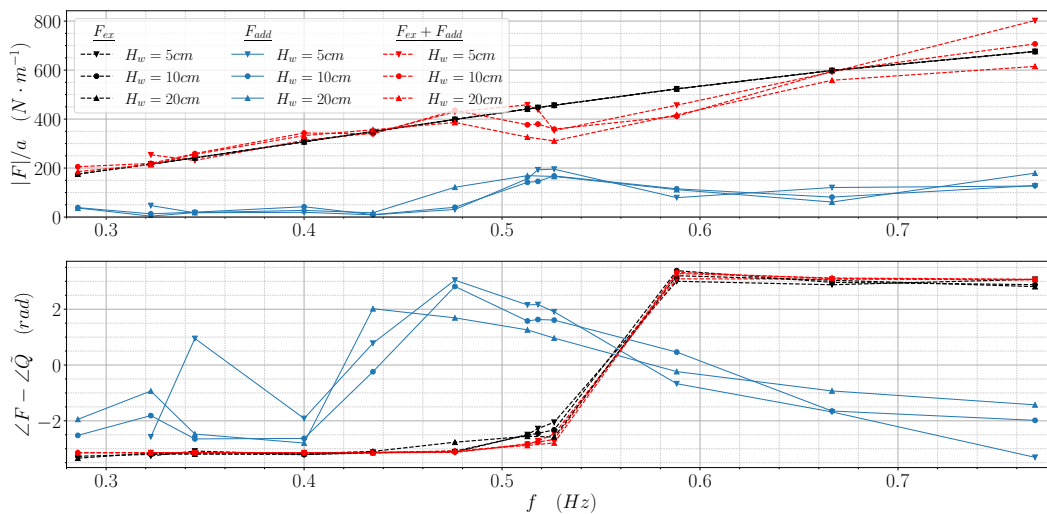 800
600
400
200
0
|F|/a (N · m⁻¹)
F_ex F_add F_ex + F_add
H_w = 5cm H_w = 5cm H_w = 5cm
H_w = 10cm H_w = 10cm H_w = 10cm
H_w = 20cm H_w = 20cm H_w = 20cm
0.3 0.4 0.5 0.6 0.7
2
0
−2
∠F − ∠Q̃ (rad)
0.3 0.4 0.5 0.6 0.7
f (Hz)